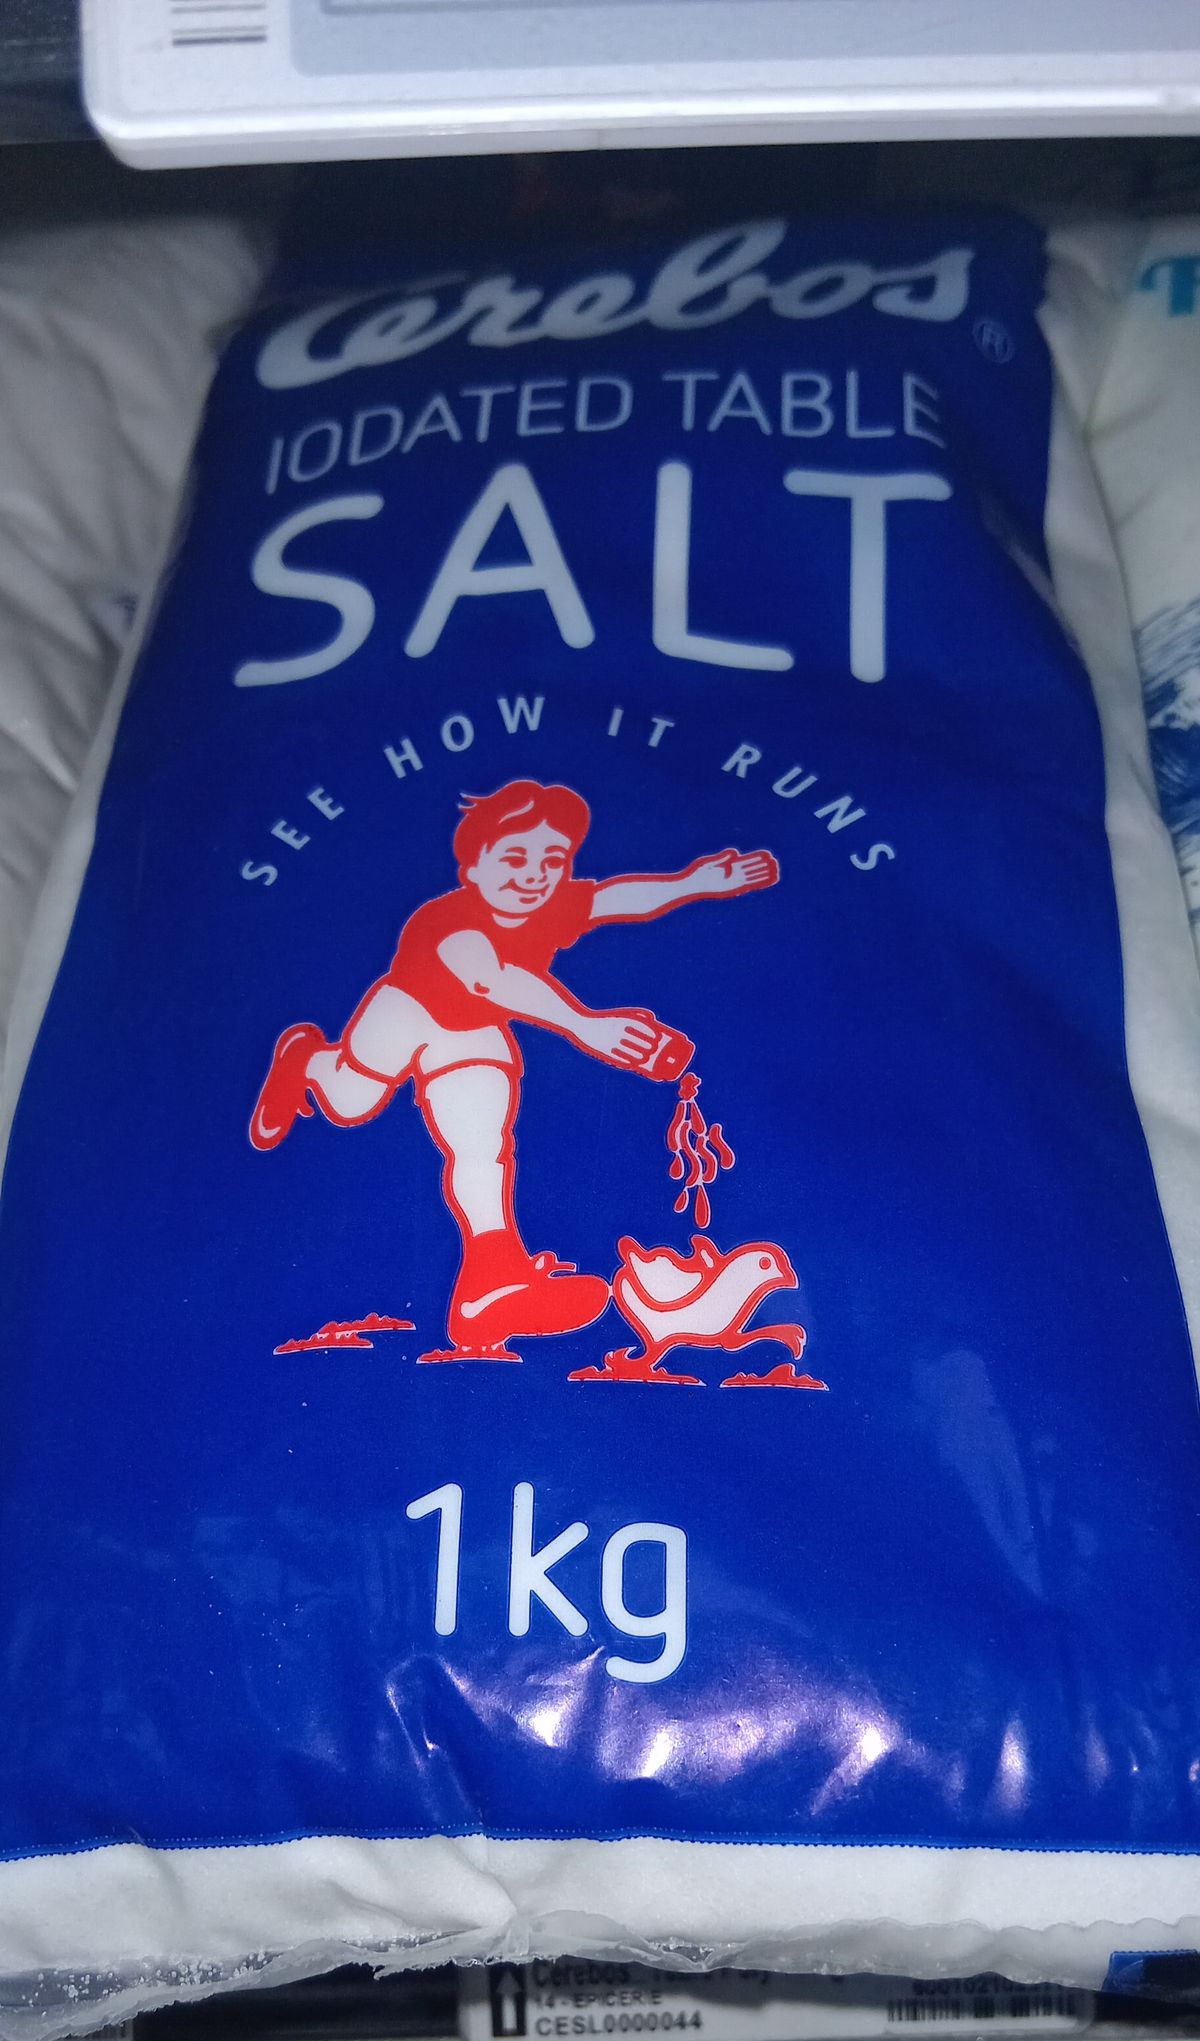 Cerebos
®
IODATED TABLE
SALT
SEE HOW IT RUNS
1kg
Cerebos
14-EPICERIE
CESL0000044